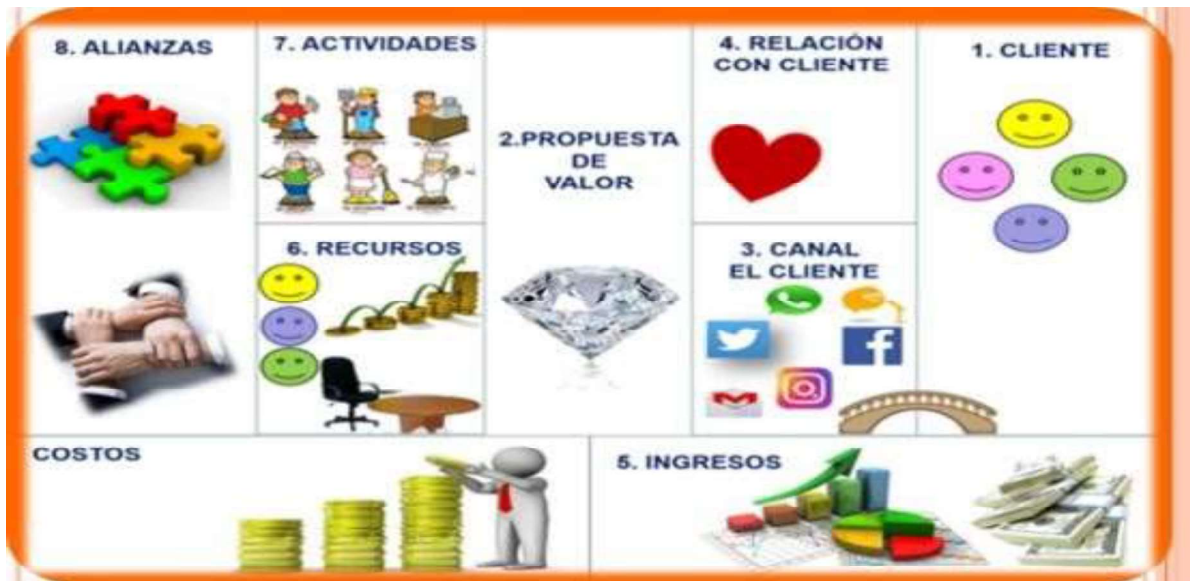 8. ALIANZAS
7. ACTIVIDADES
2.PROPUESTA
DE
VALOR
4. RELACIÓN
CON CLIENTE
1. CLIENTE
6. RECURSOS
3. CANAL
EL CLIENTE
COSTOS
5. INGRESOS